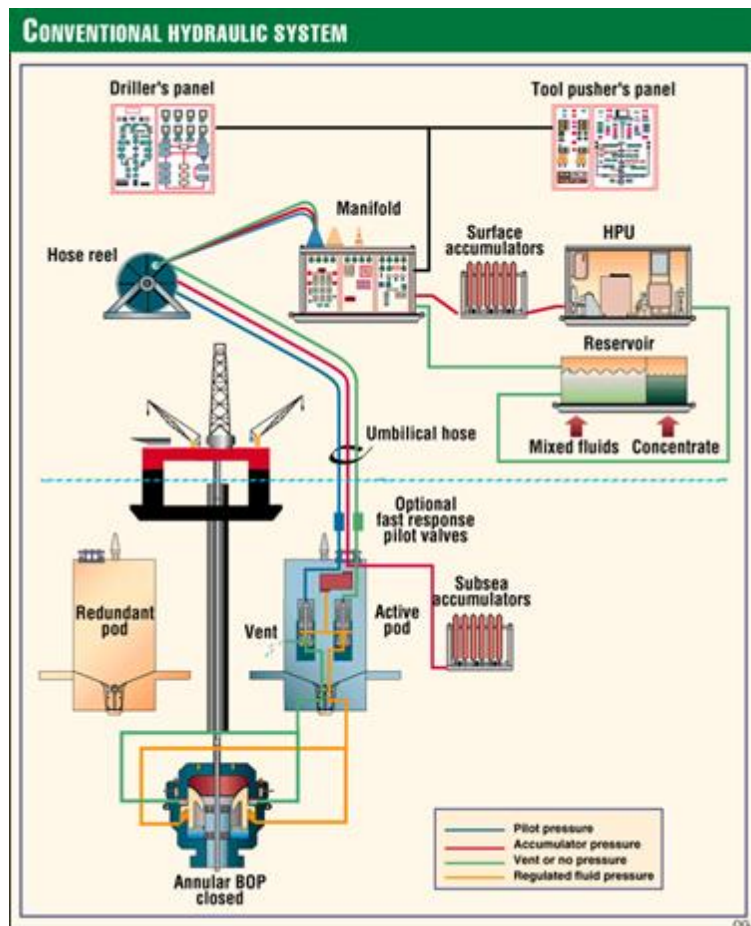 CONVENTIONAL HYDRAULIC SYSTEM
Driller's panel
Tool pusher's panel
Manifold
Surface
accumulators
HPU
Hose reel
Reservoir
Umbilical hose
Mixed fluids
Concentrate
Optional
fast response
pilot valves
Redundant
pod
Vent
Active
pod
Subsea
accumulators
Pilot pressure
Accumulator pressure
Vent or no pressure
Regulated fluid pressure
Annular BOP
closed